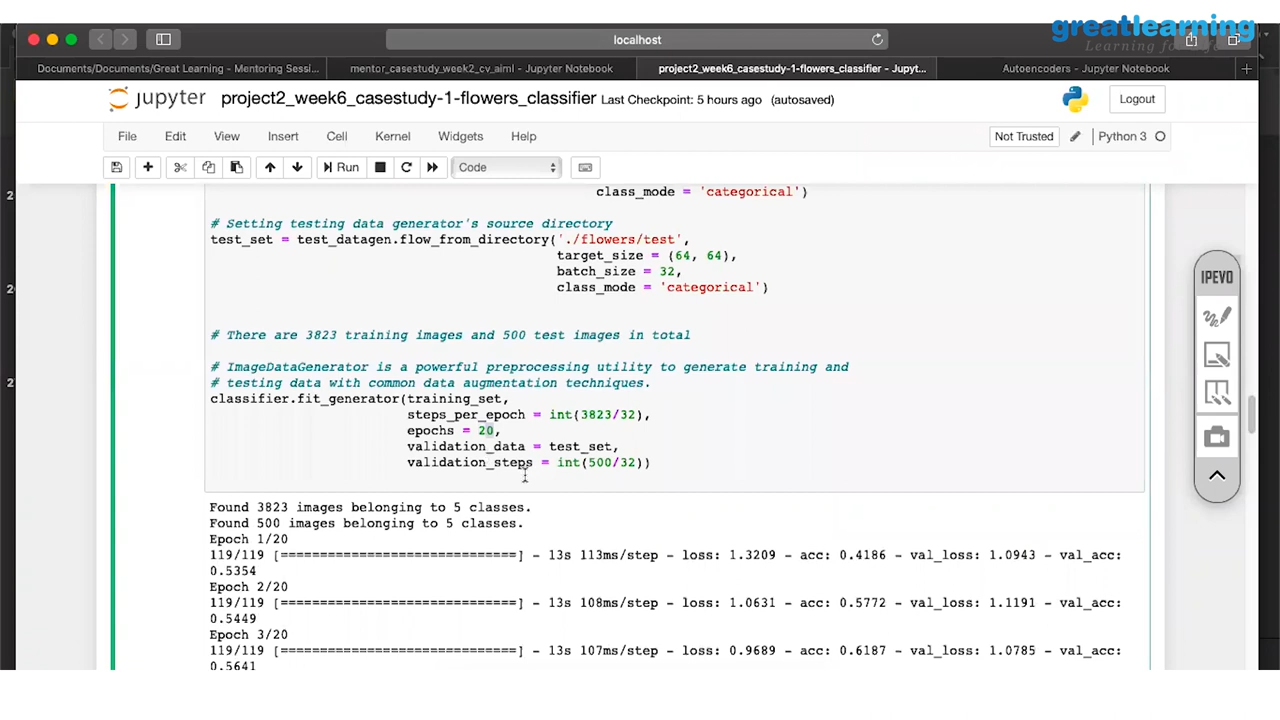 greatlearning
Learning for Life
localhost
Documents/Documents/Great Learning - Mentoring Sessi...
mentor_casestudy_week2_cv_aiml - Jupyter Notebook
project2_week6_casestudy-1-flowers_classifier - Jupyt...
Autoencoders - Jupyter Notebook
jupyter project2_week6_casestudy-1-flowers_classifier Last Checkpoint: 5 hours ago (autosaved)
Logout
File Edit View Insert Cell Kernel Widgets Help
Not Trusted
Python 3
Run
Code
class_mode = 'categorical')
# Setting testing data generator's source directory
test_set = test_datagen.flow_from_directory('./flowers/test',
target_size = (64, 64),
batch_size = 32,
class_mode = 'categorical')
# There are 3823 training images and 500 test images in total
# ImageDataGenerator is a powerful preprocessing utility to generate training and
# testing data with common data augmentation techniques.
classifier.fit_generator(training_set,
steps_per_epoch = int(3823/32),
epochs = 20,
validation_data = test_set,
validation_steps = int(500/32))
Found 3823 images belonging to 5 classes.
Found 500 images belonging to 5 classes.
Epoch 1/20
119/119 [==============================] - 13s 113ms/step - loss: 1.3209 - acc: 0.4186 - val_loss: 1.0943 - val_acc:
0.5354
Epoch 2/20
119/119 [==============================] - 13s 108ms/step - loss: 1.0631 - acc: 0.5772 - val_loss: 1.1191 - val_acc:
0.5449
Epoch 3/20
119/119 [==============================] - 13s 107ms/step - loss: 0.9689 - acc: 0.6187 - val_loss: 1.0785 - val_acc:
0.5641
IPEVO
2
2
2